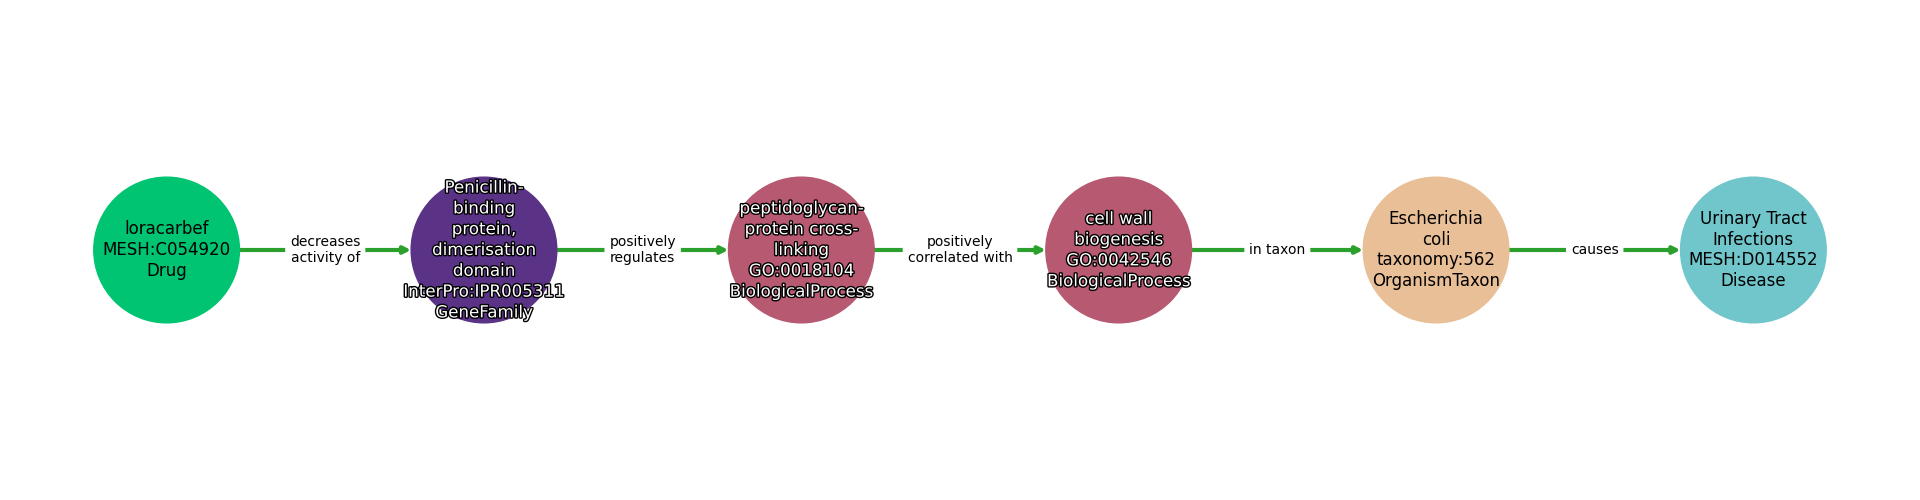 loracarbef
MESH:C054920
Drug
decreases
activity of
Penicillin-
binding
protein,
dimerisation
domain
InterPro:IPR005311
GeneFamily
positively
regulates
peptidoglycan-
protein cross-
linking
GO:0018104
BiologicalProcess
positively
correlated with
cell wall
biogenesis
GO:0042546
BiologicalProcess
in taxon
Escherichia
coli
taxonomy:562
OrganismTaxon
causes
Urinary Tract
Infections
MESH:D014552
Disease